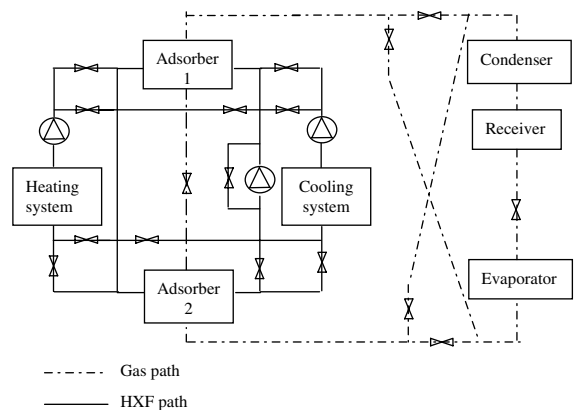 Adsorber
1
Condenser
Receiver
Heating
system
Cooling
system
Evaporator
Adsorber
2
Gas path
HXF path